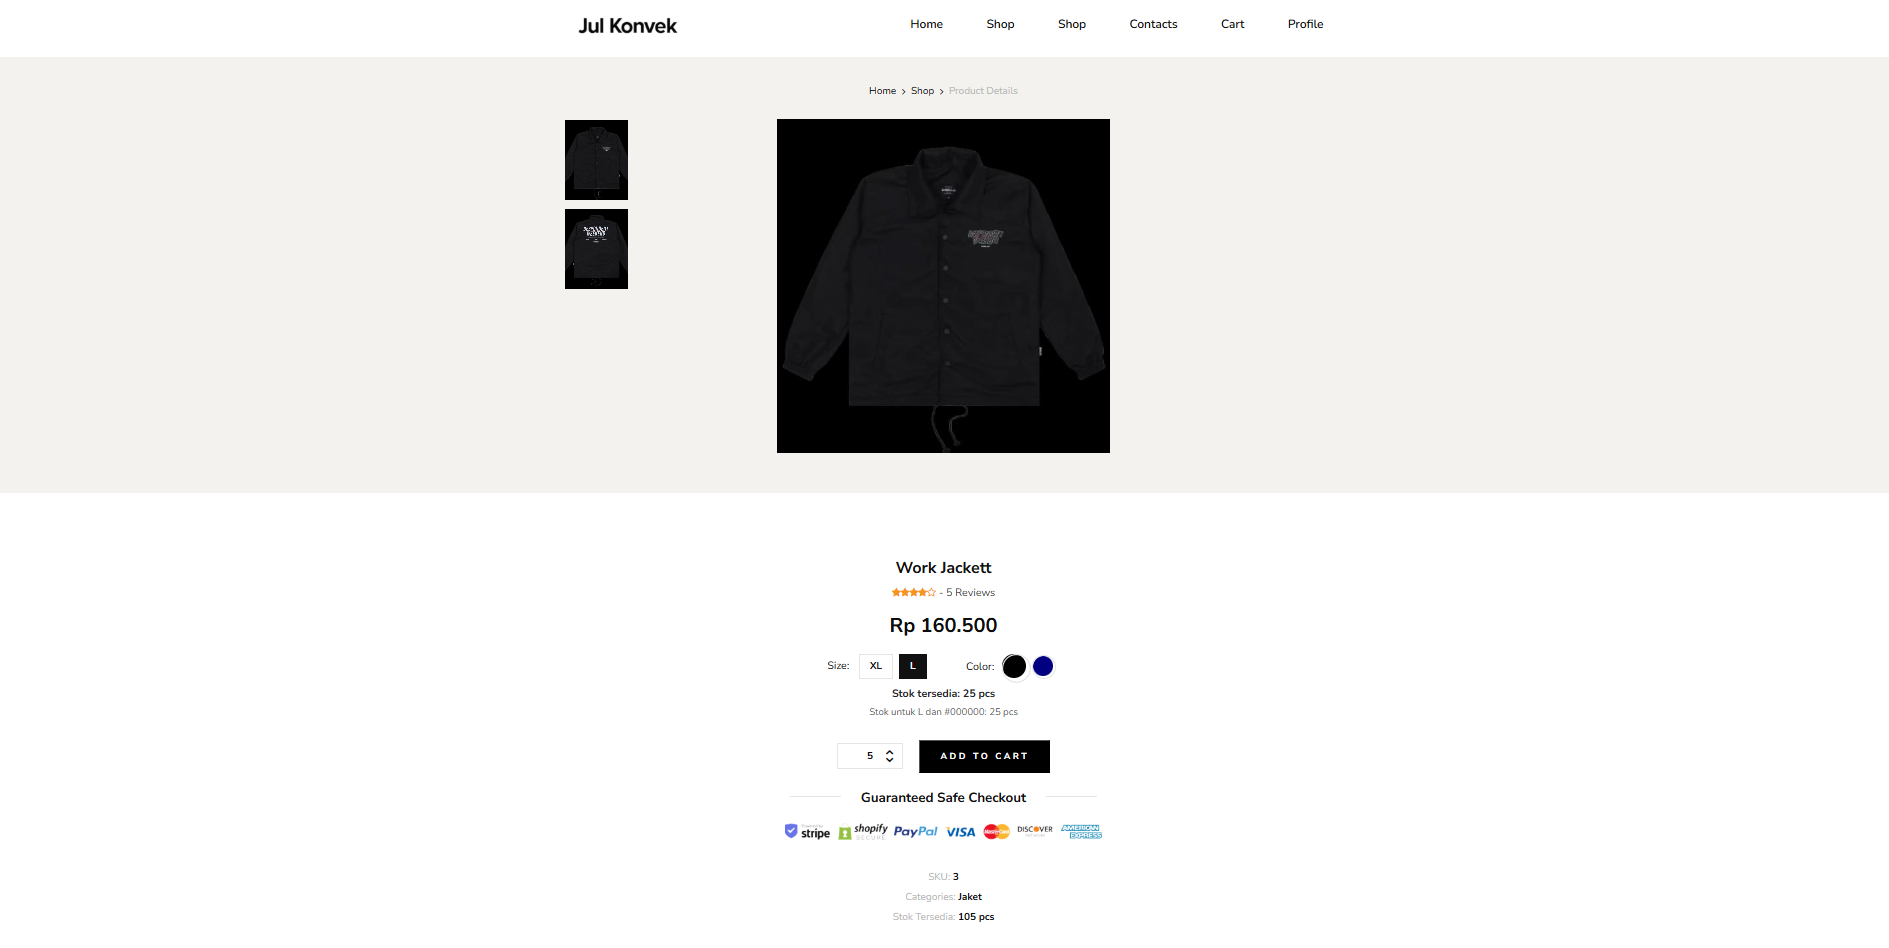 Jul Konvek
Home Shop Shop Contacts Cart Profile
Home > Shop > Product Details
Work Jackett
- 5 Reviews
Rp 160.500
Size: XL L Color:
Stok tersedia: 25 pcs
Stok untuk L dan #000000: 25 pcs
5 ADD TO CART
Guaranteed Safe Checkout
stripe shopify SECURE PayPal VISA MasterCard DISCOVER AMERICAN EXPRESS
SKU: 3
Categories: Jaket
Stok Tersedia: 105 pcs